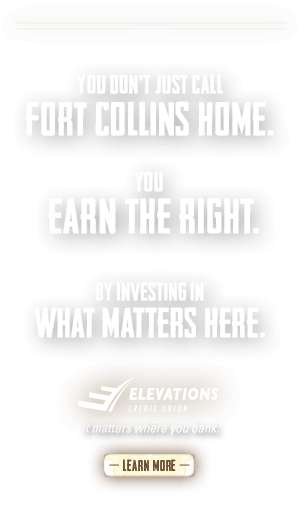 YOU DON'T JUST CALL
FORT COLLINS HOME.
YOU
EARN THE RIGHT.
BY INVESTING IN
WHAT MATTERS HERE.
ELEVATIONS
CREDIT UNION
It matters where you bank.
— LEARN MORE —